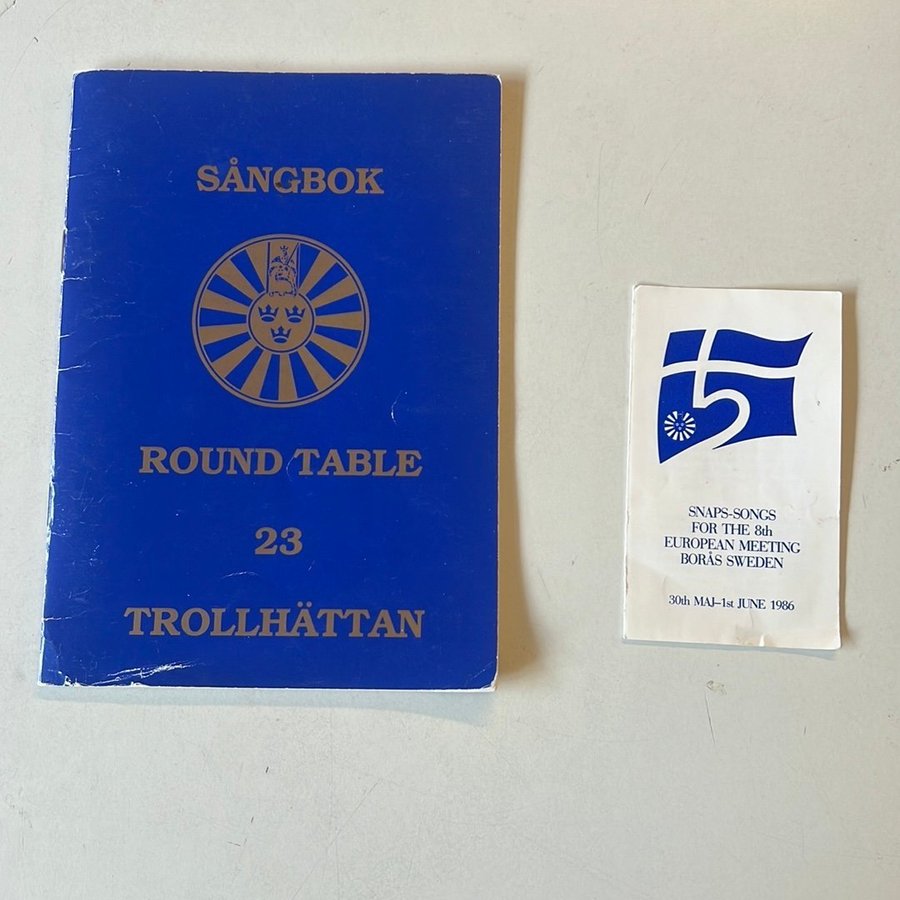 SÅNGBOK
ROUND TABLE
23
TROLLHÄTTAN
5
SNAPS-SONGS
FOR THE 8th
EUROPEAN MEETING
BORÅS SWEDEN
30th MAJ–1st JUNE 1986